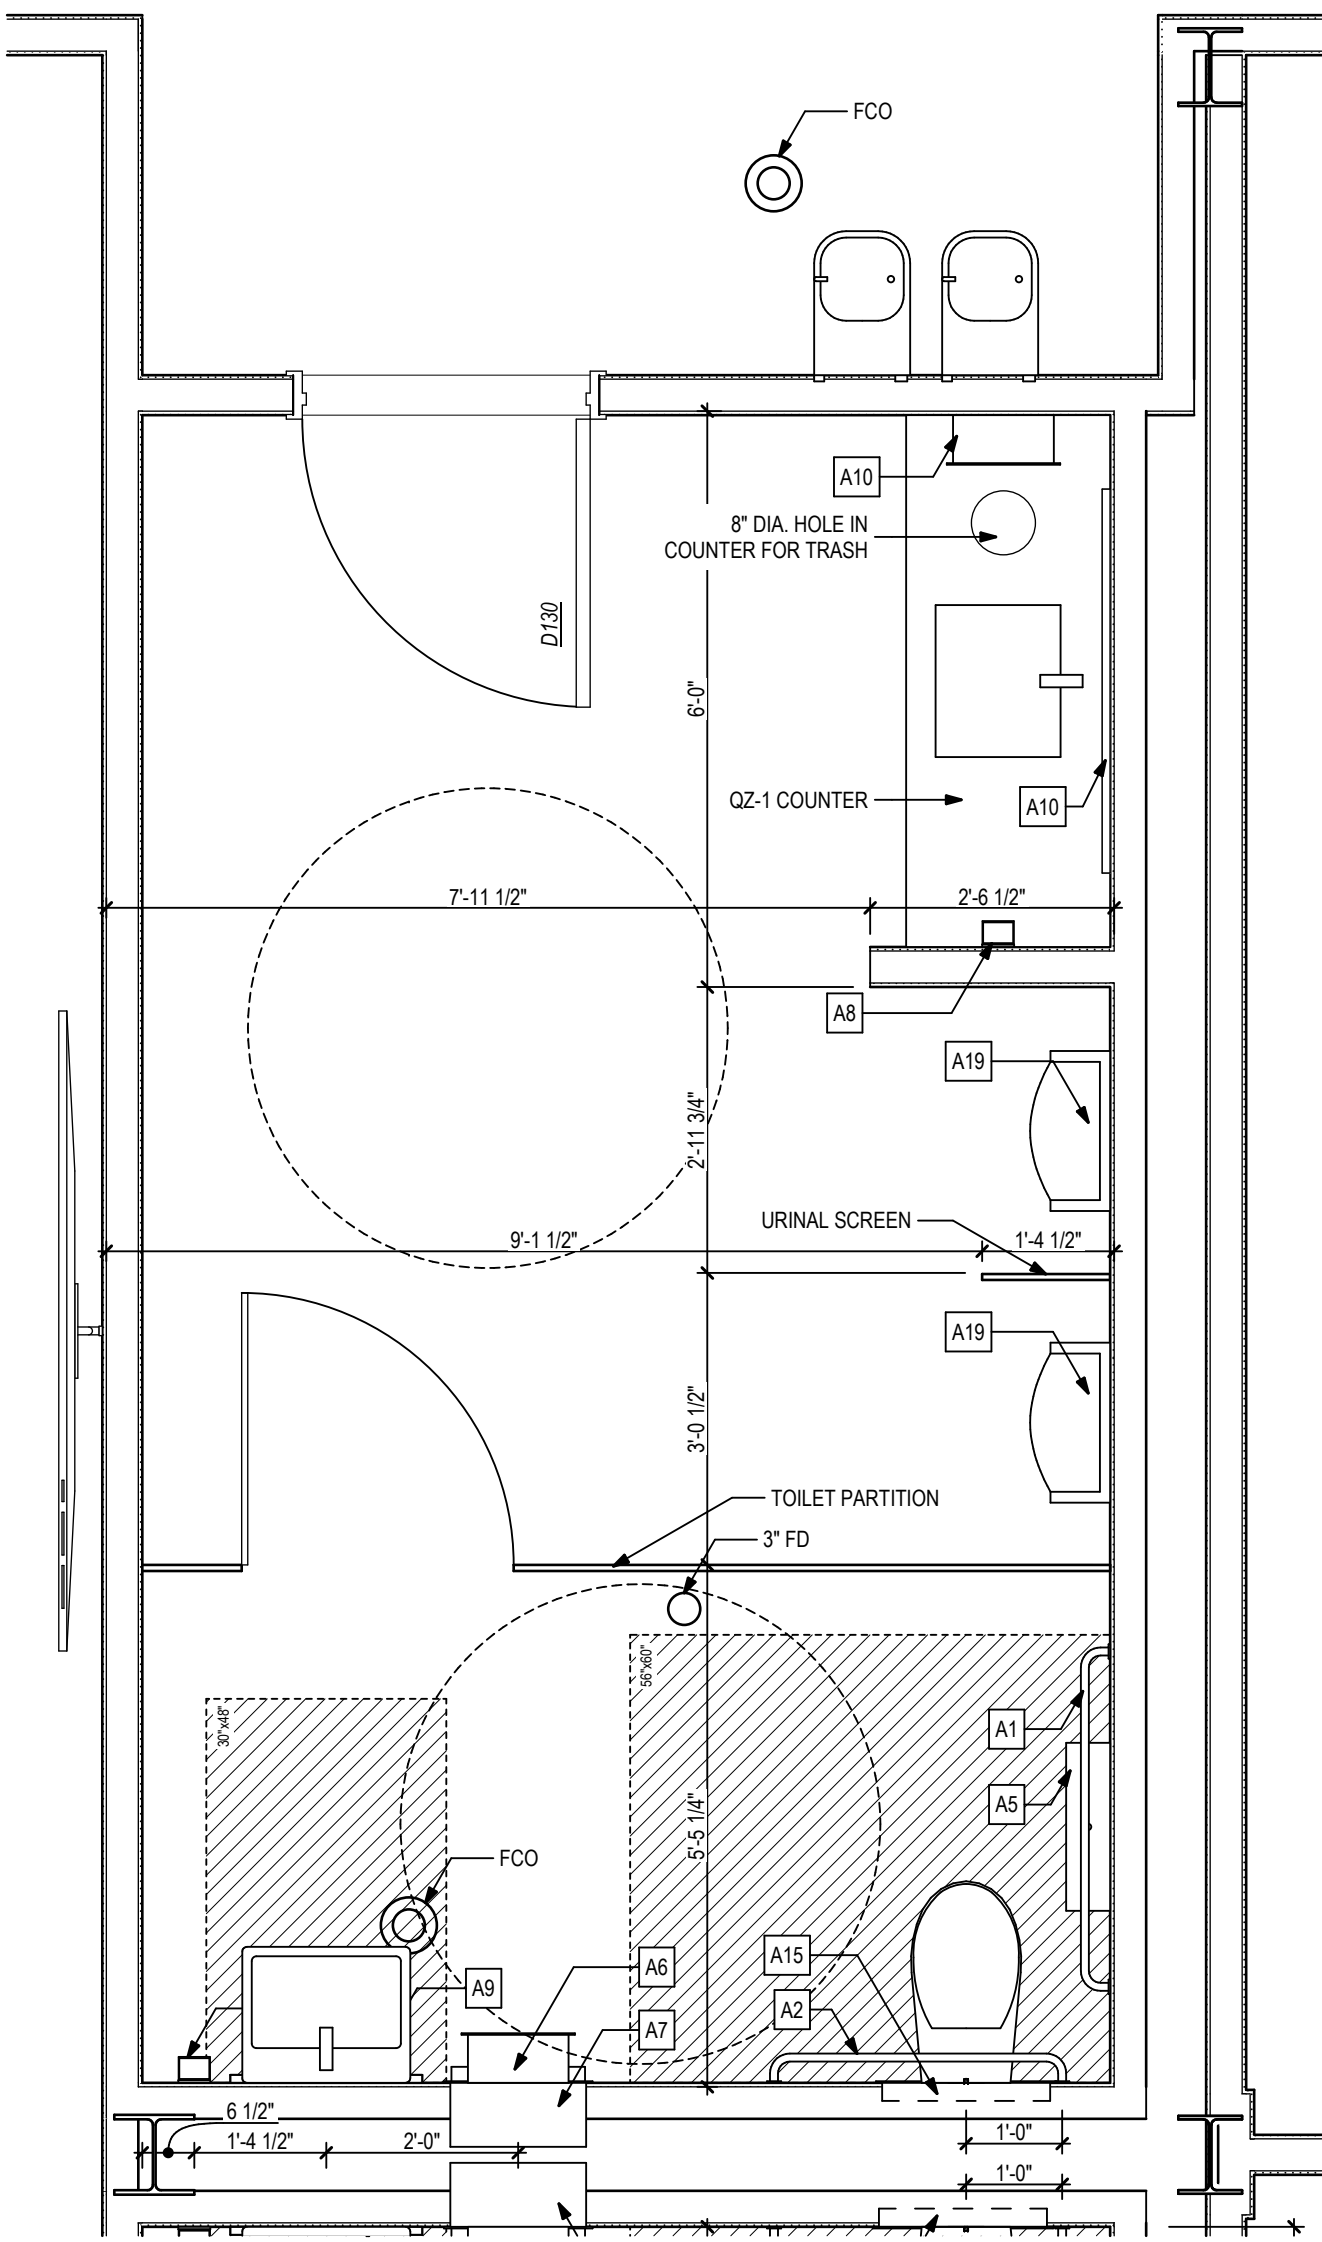 FCO
A10
8" DIA. HOLE IN
COUNTER FOR TRASH
D130
6'-0"
QZ-1 COUNTER
A10
7'-11 1/2"
2'-6 1/2"
A8
A19
2'-11 3/4"
URINAL SCREEN
9'-1 1/2"
1'-4 1/2"
A19
3'-0 1/2"
TOILET PARTITION
3" FD
56"x60"
30"x48"
A1
A5
5'-5 1/4"
FCO
A15
A6
A9
A2
A7
6 1/2"
1'-4 1/2"
2'-0"
1'-0"
1'-0"